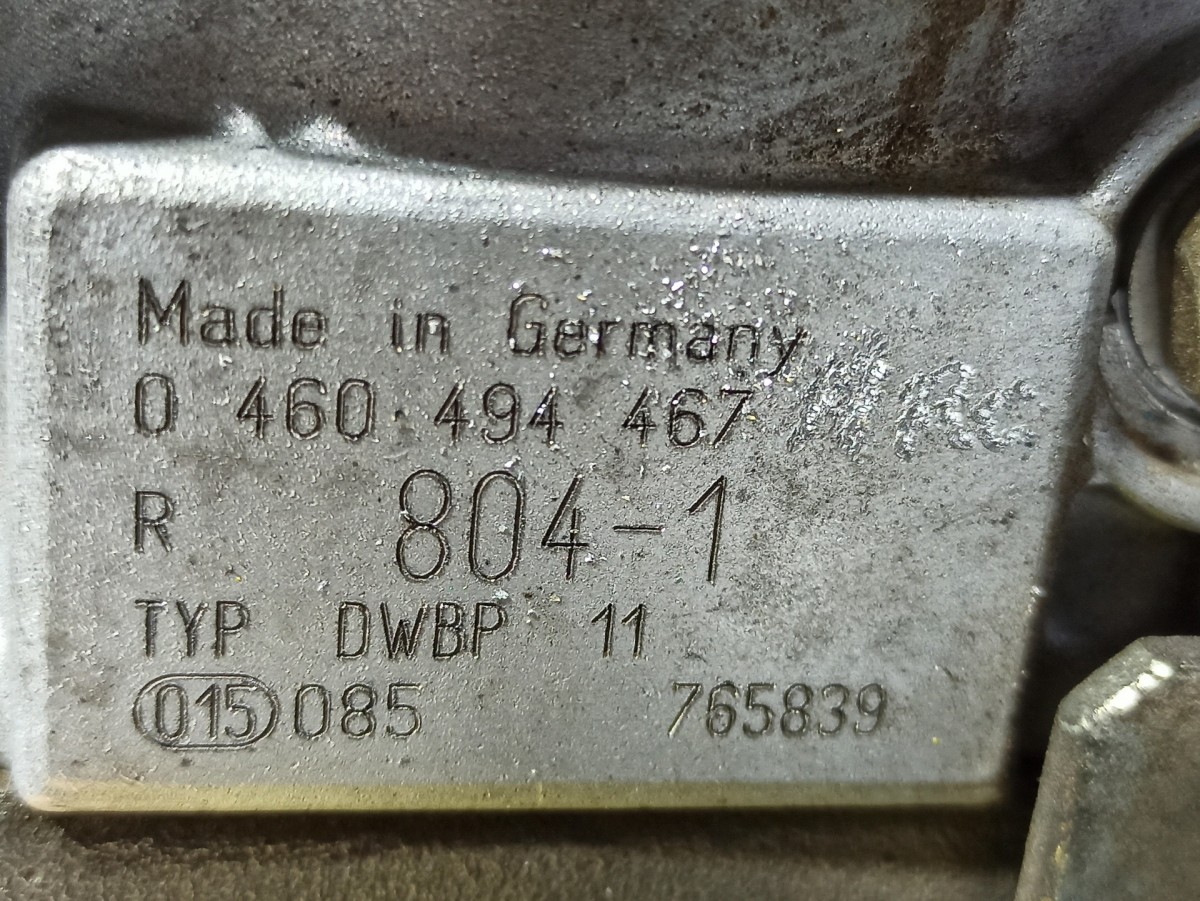 Made in Germany
0 460 494 467
R 804-1
TYP DWBP 11
015 085 765839